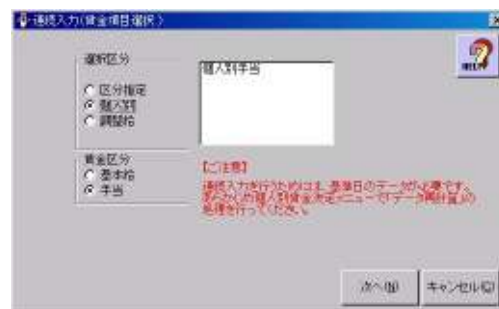 連続入力(賃金項目選択)
選択区分
区分指定
個人別
調整給
個人別手当
HELP
賃金区分
基本給
手当
【ご注意】
連続入力を行うためには、基準日のデータが必要です。
あらかじめ個人別賃金決定メニューで「データ再計算」の
処理を行ってください。
次へ(N)
キャンセル(C)